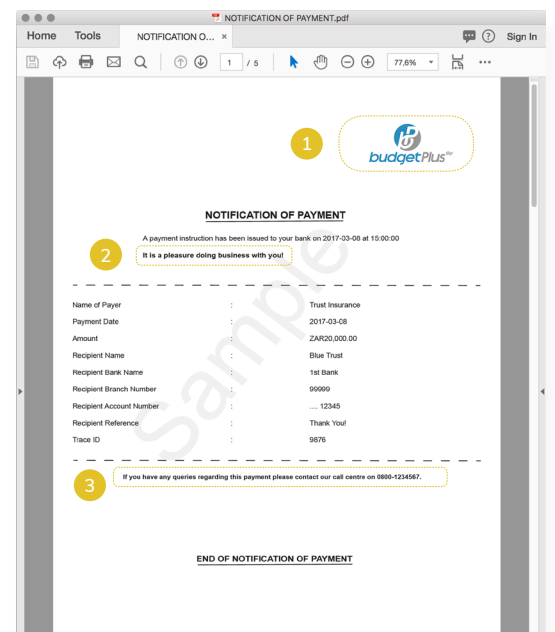 NOTIFICATION OF PAYMENT.pdf
Home Tools NOTIFICATION O... × ? Sign In
1 / 5 77,6%
1 budgetPlus
NOTIFICATION OF PAYMENT
A payment instruction has been issued to your bank on 2017-03-08 at 15:00:00
2 It is a pleasure doing business with you!
Sample
Name of Payer : Trust Insurance
Payment Date : 2017-03-08
Amount : ZAR20,000.00
Recipient Name : Blue Trust
Recipient Bank Name : 1st Bank
Recipient Branch Number : 99999
Recipient Account Number : .... 12345
Recipient Reference : Thank You!
Trace ID : 9876
3 If you have any queries regarding this payment please contact our call centre on 0800-1234567.
END OF NOTIFICATION OF PAYMENT